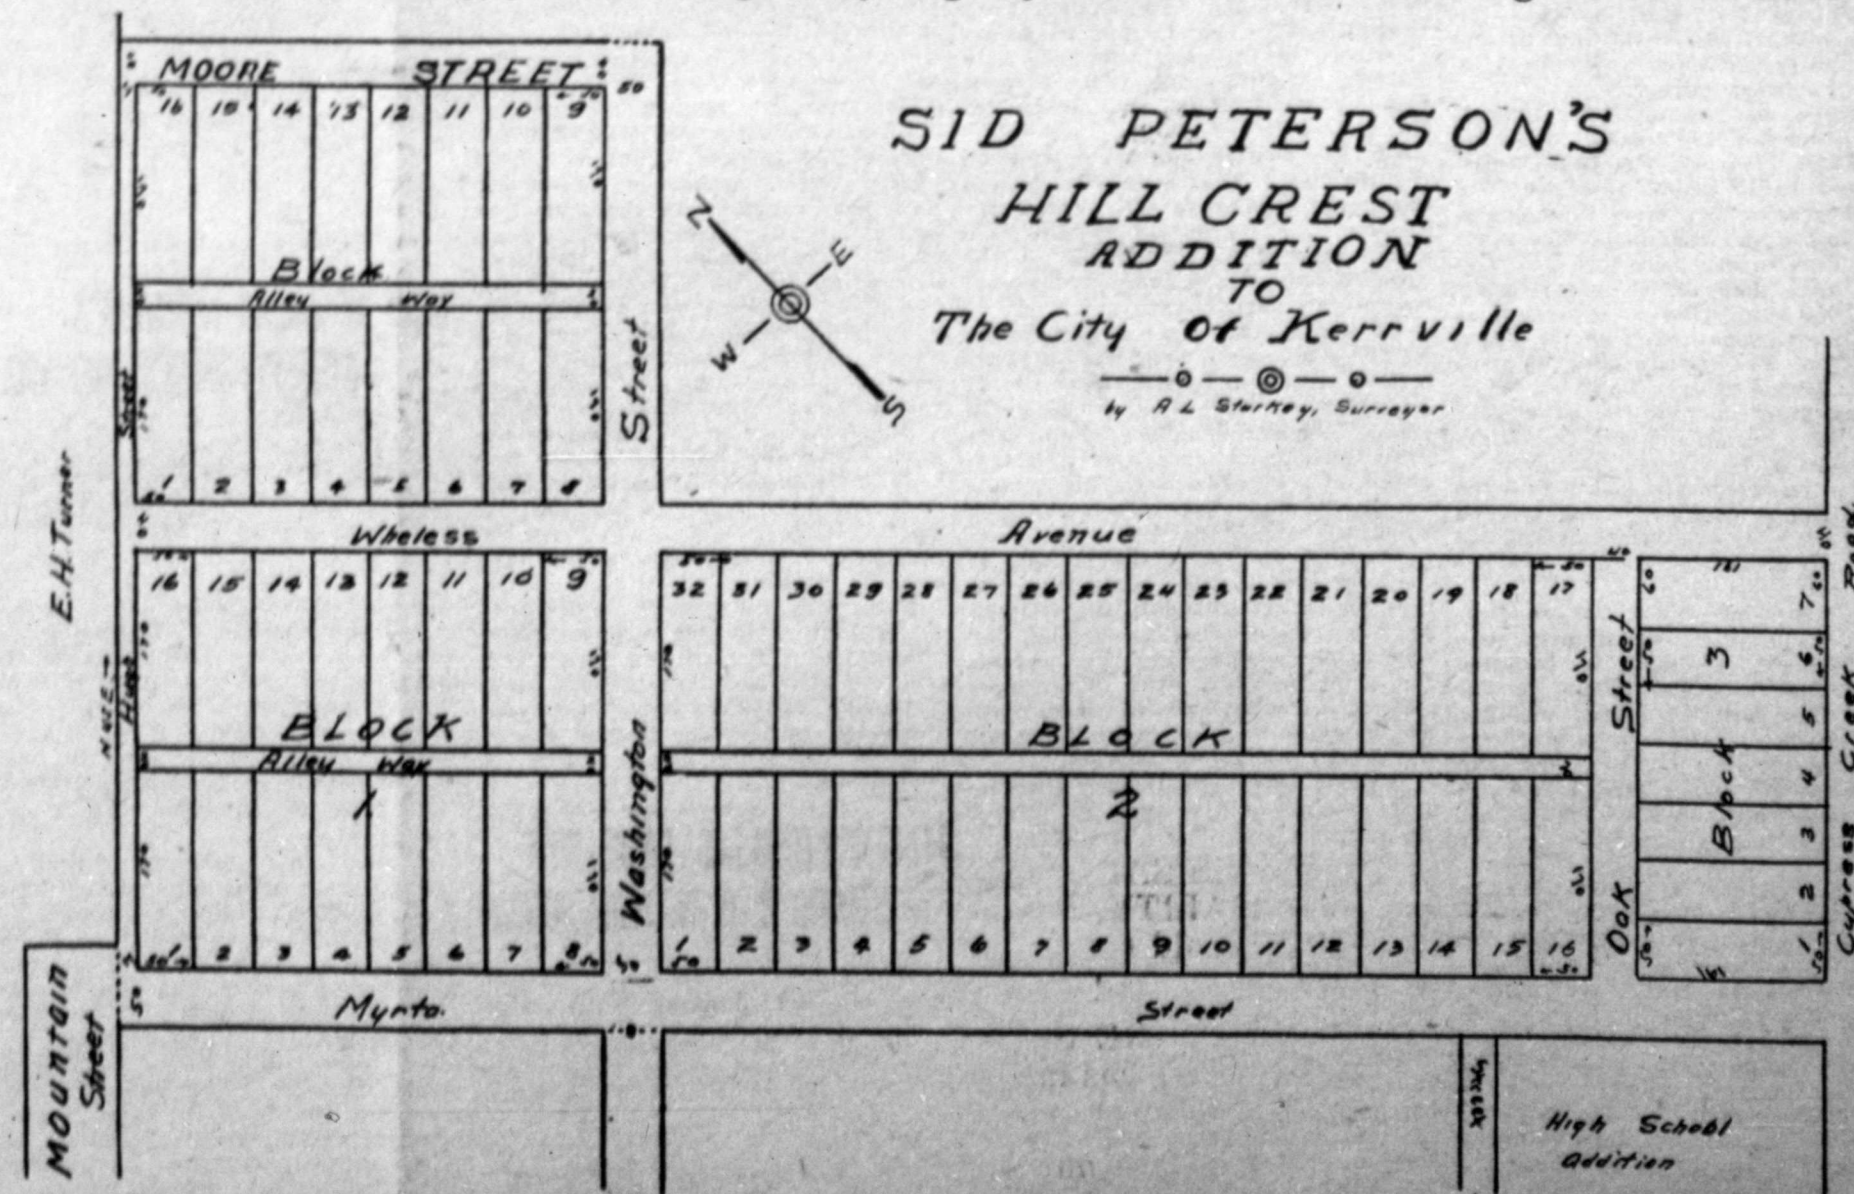 MOORE STREET
16 15 14 13 12 11 10 9
50
SID PETERSON'S
HILL CREST
ADDITION
TO
The City Of Kerrville
by A L Starkey, Surveyor
N
E
W
S
Block
Alley Way
Street
Street
1 2 3 4 5 6 7 8
E.H. Turner
Wheless Avenue
16 15 14 13 12 11 10 9
32 31 30 29 28 27 26 25 24 23 22 21 20 19 18 17
BLOCK
Alley Way
1
BLOCK
2
Washington
1 2 3 4 5 6 7 8
1 2 3 4 5 6 7 8 9 10 11 12 13 14 15 16
50
Oak Street
Block 3
7
6
5
4
3
2
1
Cypress Creek Road
Myrta Street
MOUNTAIN
Street
High School
Addition